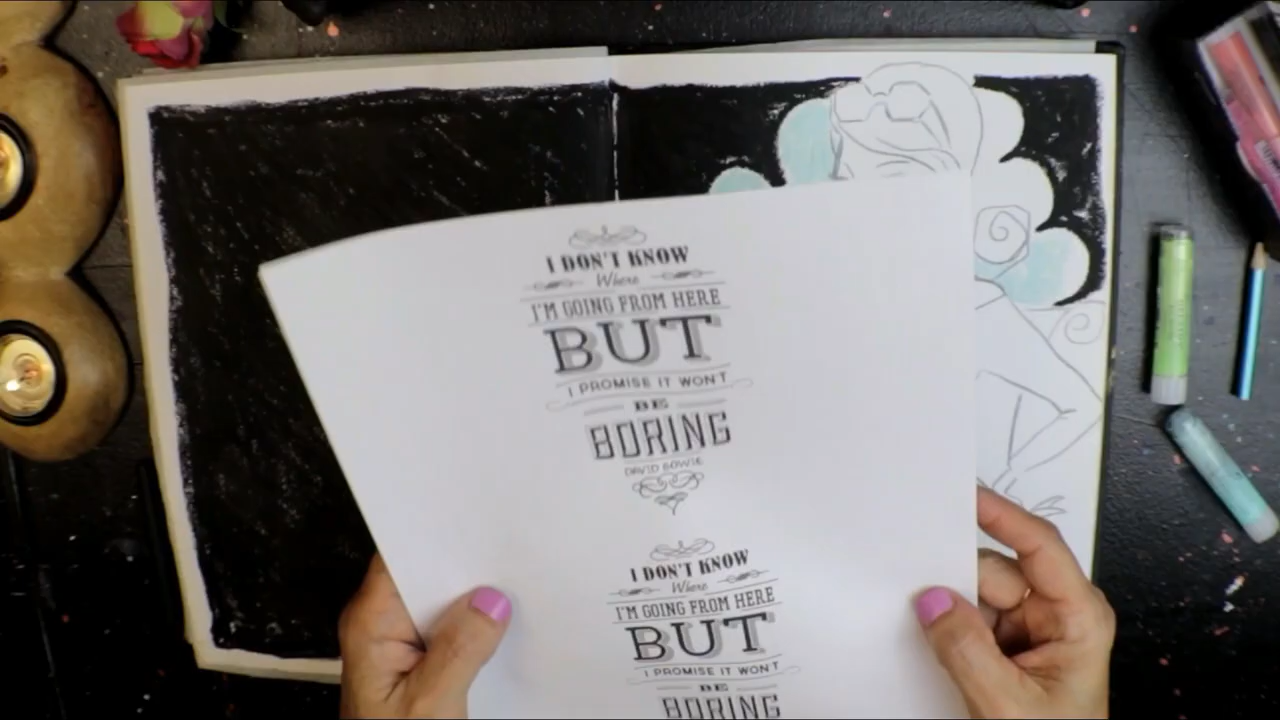 I DON'T KNOW
Where
I'M GOING FROM HERE
BUT
I PROMISE IT WON'T
BE
BORING
DAVID BOWIE
I DON'T KNOW
Where
I'M GOING FROM HERE
BUT
I PROMISE IT WON'T
BE
BORING